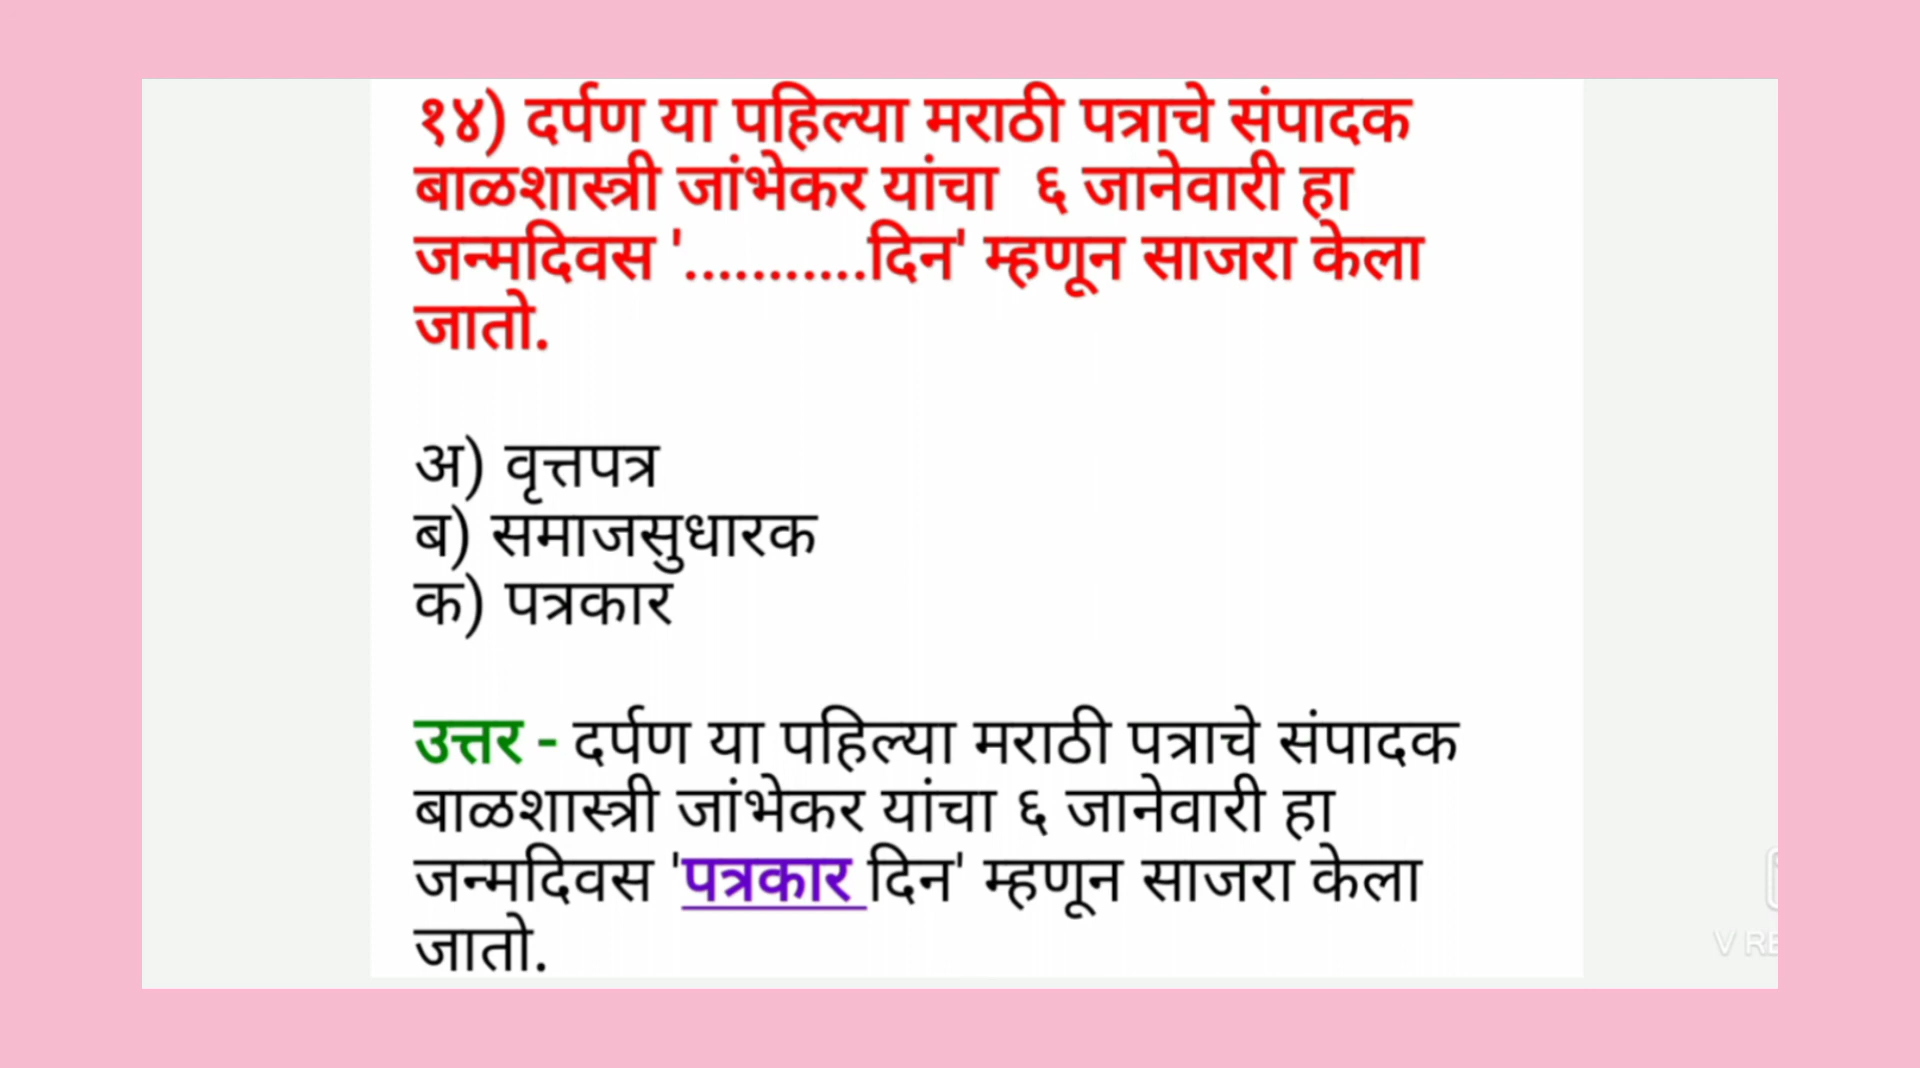 १४) दर्पण या पहिल्या मराठी पत्राचे संपादक
बाळशास्त्री जांभेकर यांचा ६ जानेवारी हा
जन्मदिवस '...........दिन' म्हणून साजरा केला
जातो.
अ) वृत्तपत्र
ब) समाजसुधारक
क) पत्रकार
उत्तर - दर्पण या पहिल्या मराठी पत्राचे संपादक
बाळशास्त्री जांभेकर यांचा ६ जानेवारी हा
जन्मदिवस 'पत्रकार दिन' म्हणून साजरा केला
जातो.